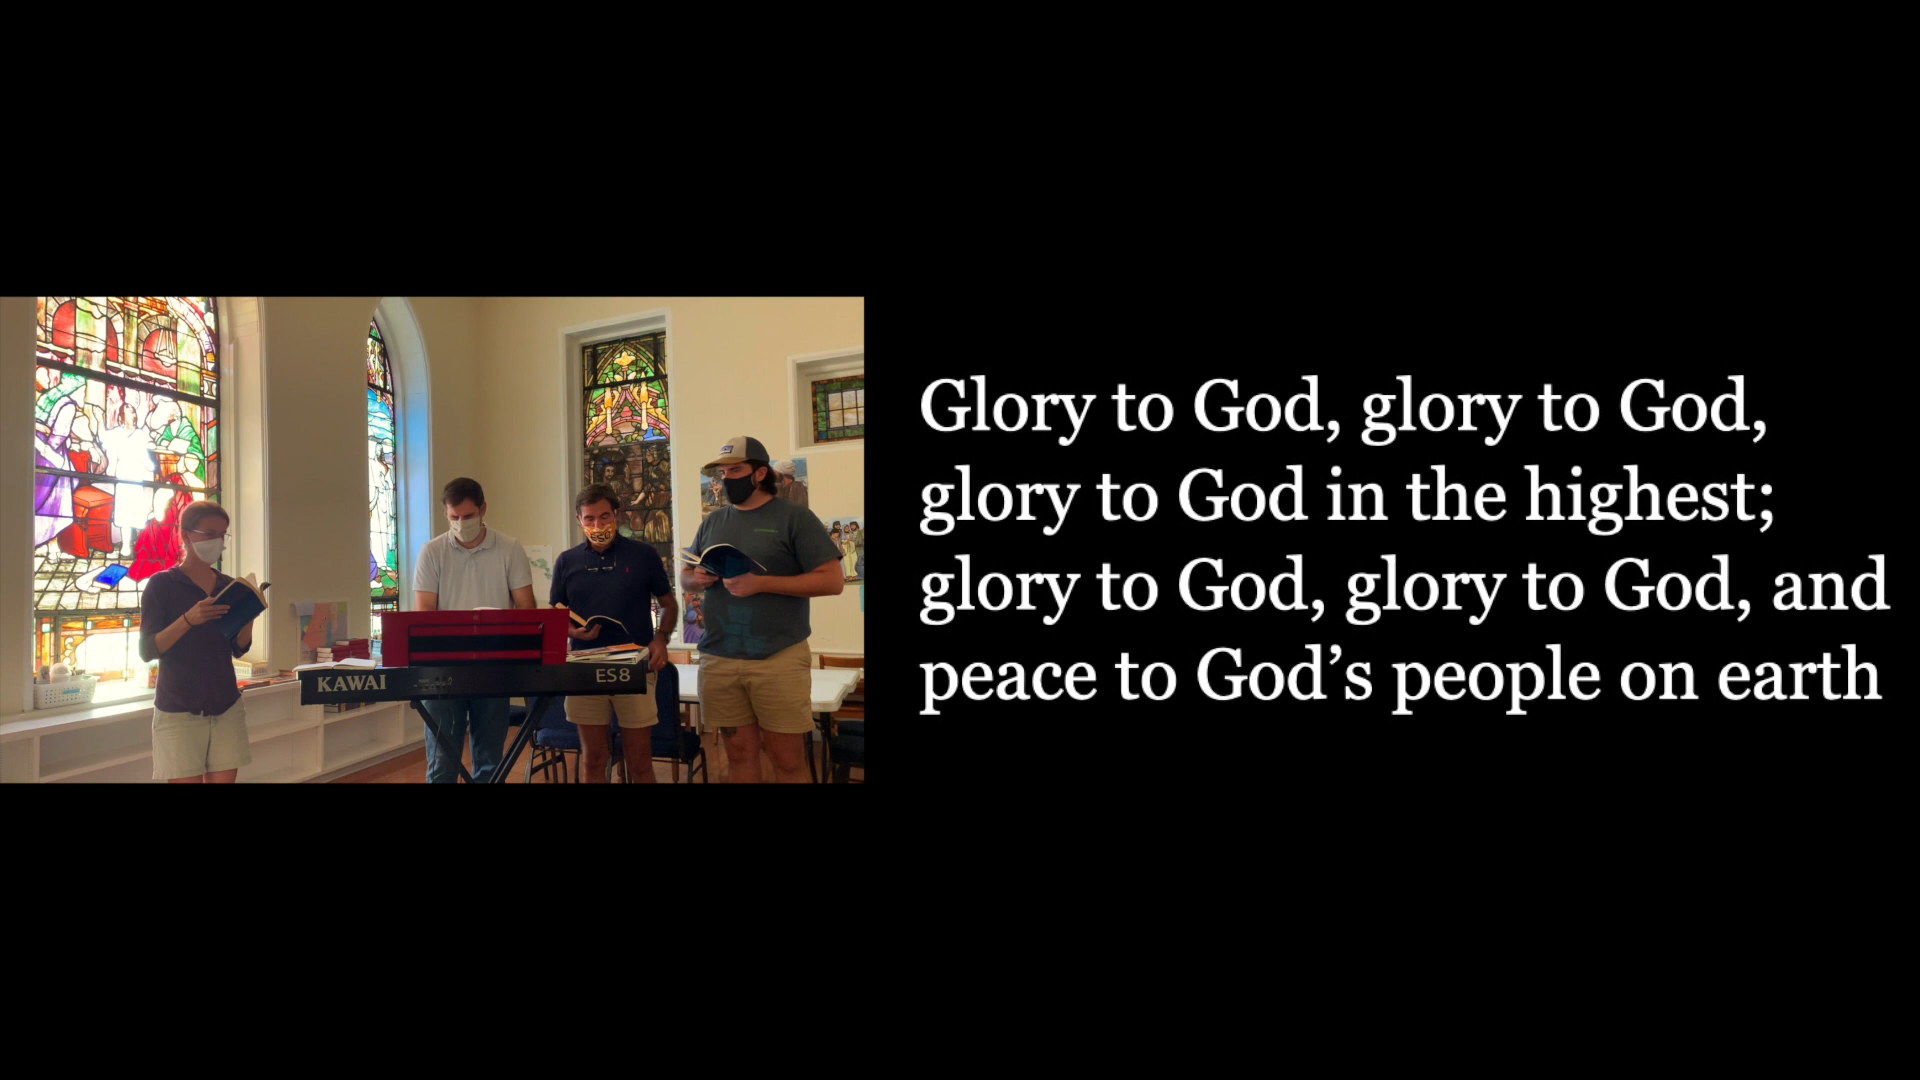 KAWAI
ES8
Glory to God, glory to God,
glory to God in the highest;
glory to God, glory to God, and
peace to God’s people on earth